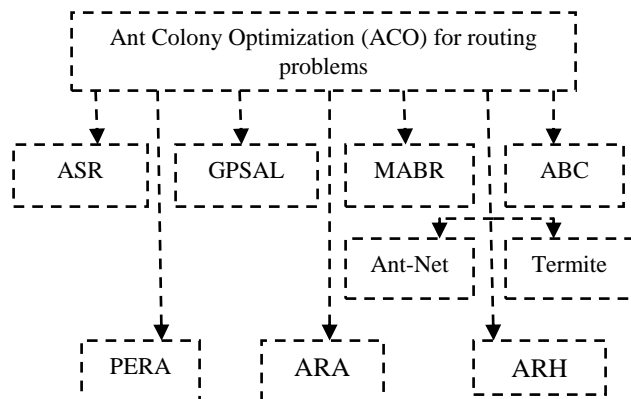 Ant Colony Optimization (ACO) for routing
problems
ASR
GPSAL
MABR
ABC
Ant-Net
Termite
PERA
ARA
ARH